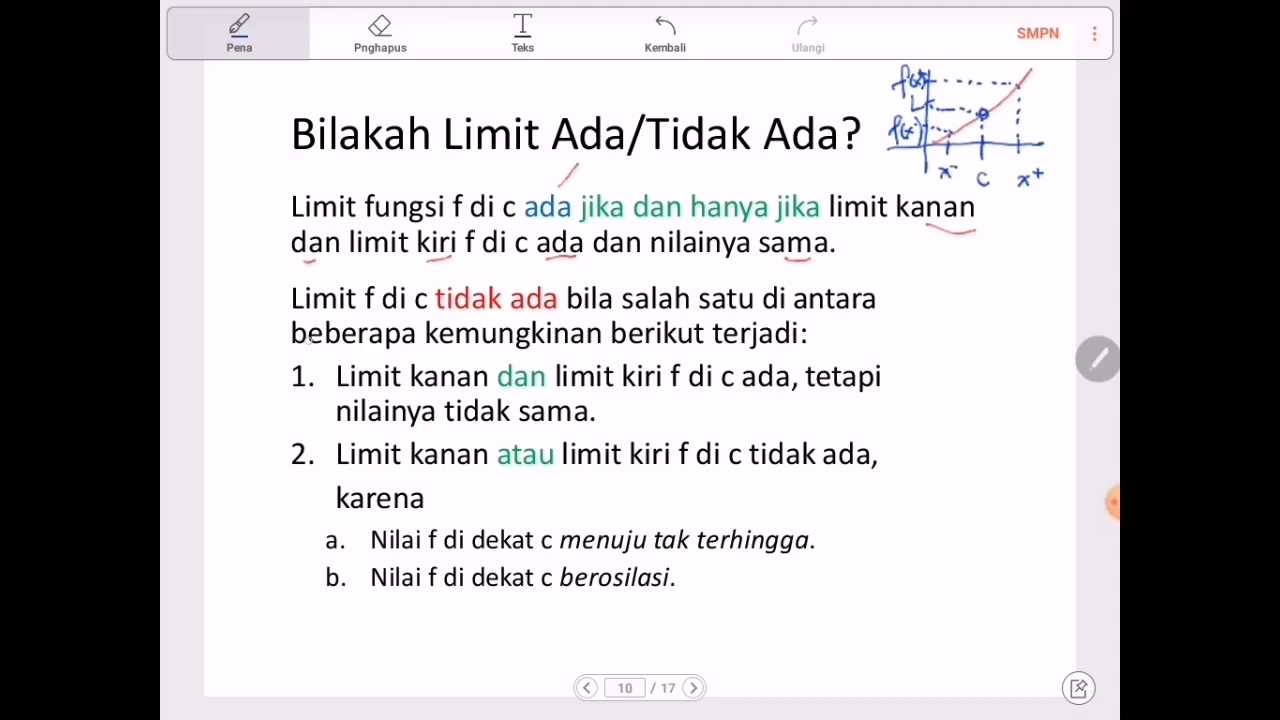 Pena
Pnghapus
Teks
Kembali
Ulangi
SMPN
Bilakah Limit Ada/Tidak Ada?
f(x⁺)
L
f(x⁻)
x⁻ c x⁺
Limit fungsi f di c ada jika dan hanya jika limit kanan
dan limit kiri f di c ada dan nilainya sama.
Limit f di c tidak ada bila salah satu di antara
beberapa kemungkinan berikut terjadi:
1. Limit kanan dan limit kiri f di c ada, tetapi
nilainya tidak sama.
2. Limit kanan atau limit kiri f di c tidak ada,
karena
a. Nilai f di dekat c menuju tak terhingga.
b. Nilai f di dekat c berosilasi.
10 / 17